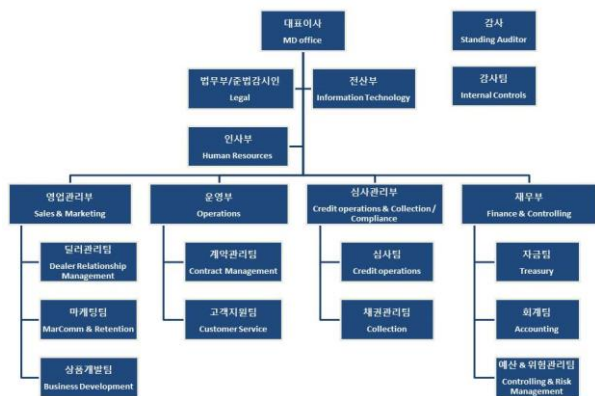 대표이사
MD office
감사
Standing Auditor
법무부/준법감시인
Legal
전산부
Information Technology
감사팀
Internal Controls
인사부
Human Resources
영업관리부
Sales & Marketing
운영부
Operations
심사관리부
Credit operations & Collection /
Compliance
재무부
Finance & Controlling
딜러관리팀
Dealer Relationship
Management
계약관리팀
Contract Management
심사팀
Credit operations
자금팀
Treasury
마케팅팀
MarComm & Retention
고객지원팀
Customer Service
채권관리팀
Collection
회계팀
Accounting
상품개발팀
Business Development
예산 & 위험관리팀
Controlling & Risk
Management